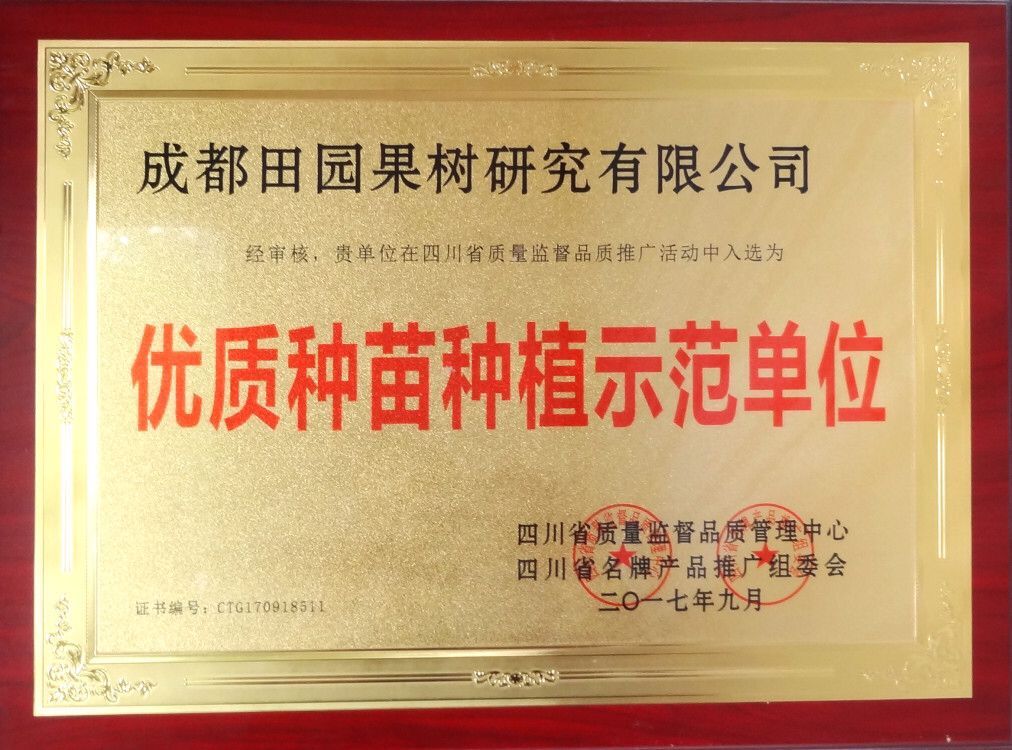 成都田园果树研究有限公司
经审核，贵单位在四川省质量监督品质推广活动中入选为
优质种苗种植示范单位
四川省质量监督品质管理中心
四川省名牌产品推广组委会
二〇一七年九月
证书编号：CTG170918511